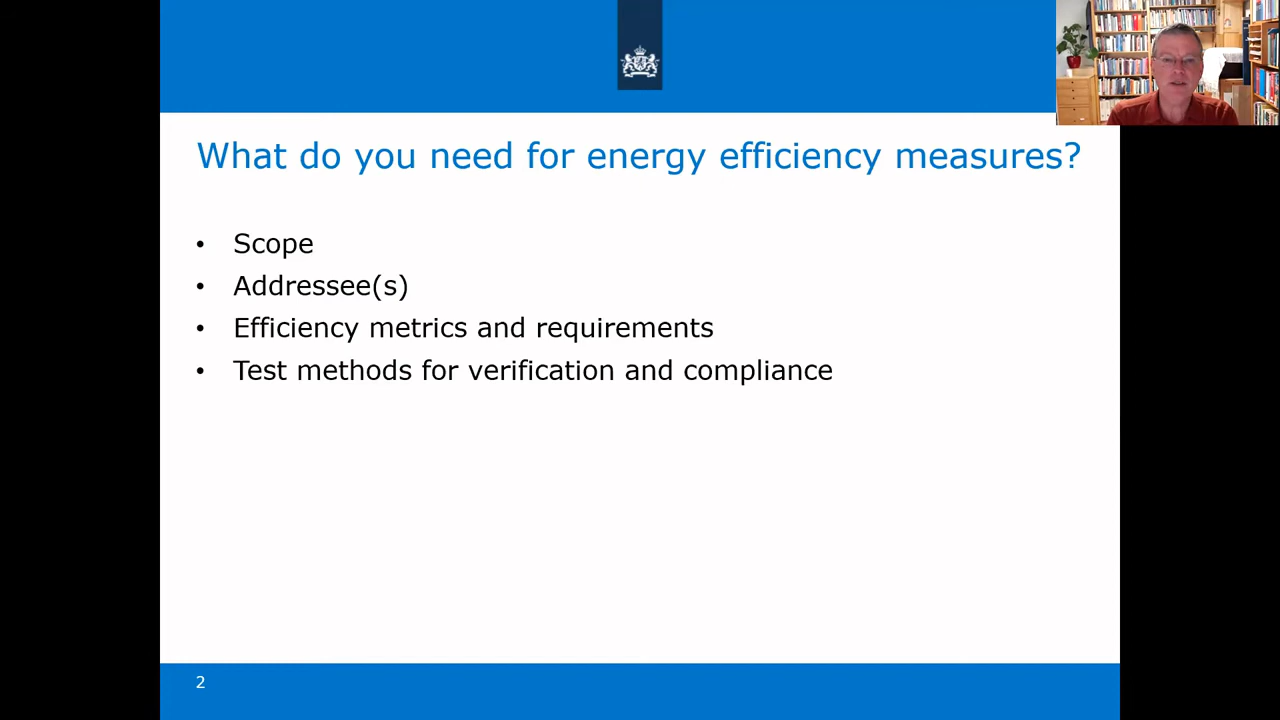 What do you need for energy efficiency measures?
• Scope
• Addressee(s)
• Efficiency metrics and requirements
• Test methods for verification and compliance
2